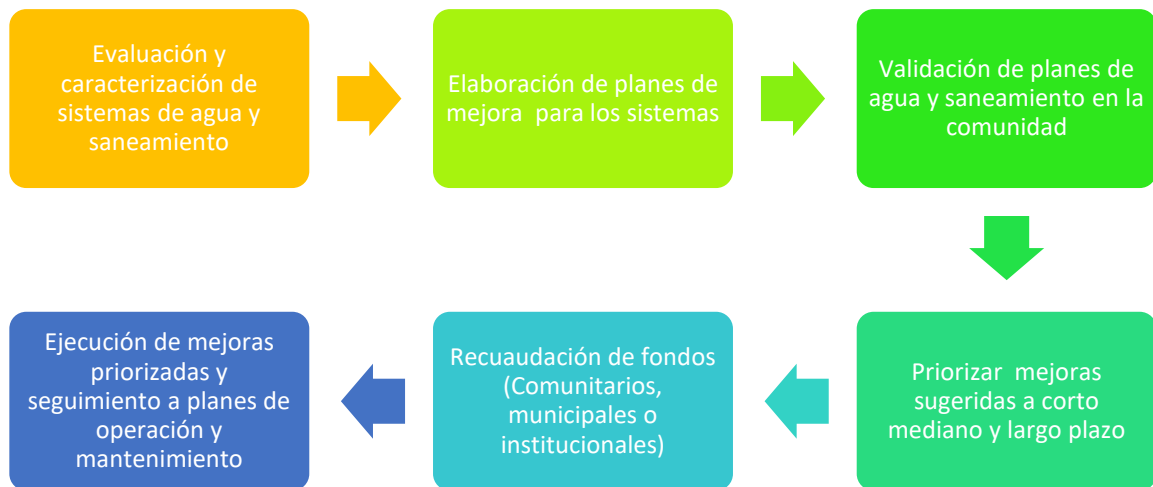 Evaluación y
caracterización de
sistemas de agua y
saneamiento
Elaboración de planes de
mejora para los sistemas
Validación de planes de
agua y saneamiento en la
comunidad
Priorizar mejoras
sugeridas a corto
mediano y largo plazo
Recuaudación de fondos
(Comunitarios,
municipales o
institucionales)
Ejecución de mejoras
priorizadas y
seguimiento a planes de
operación y
mantenimiento